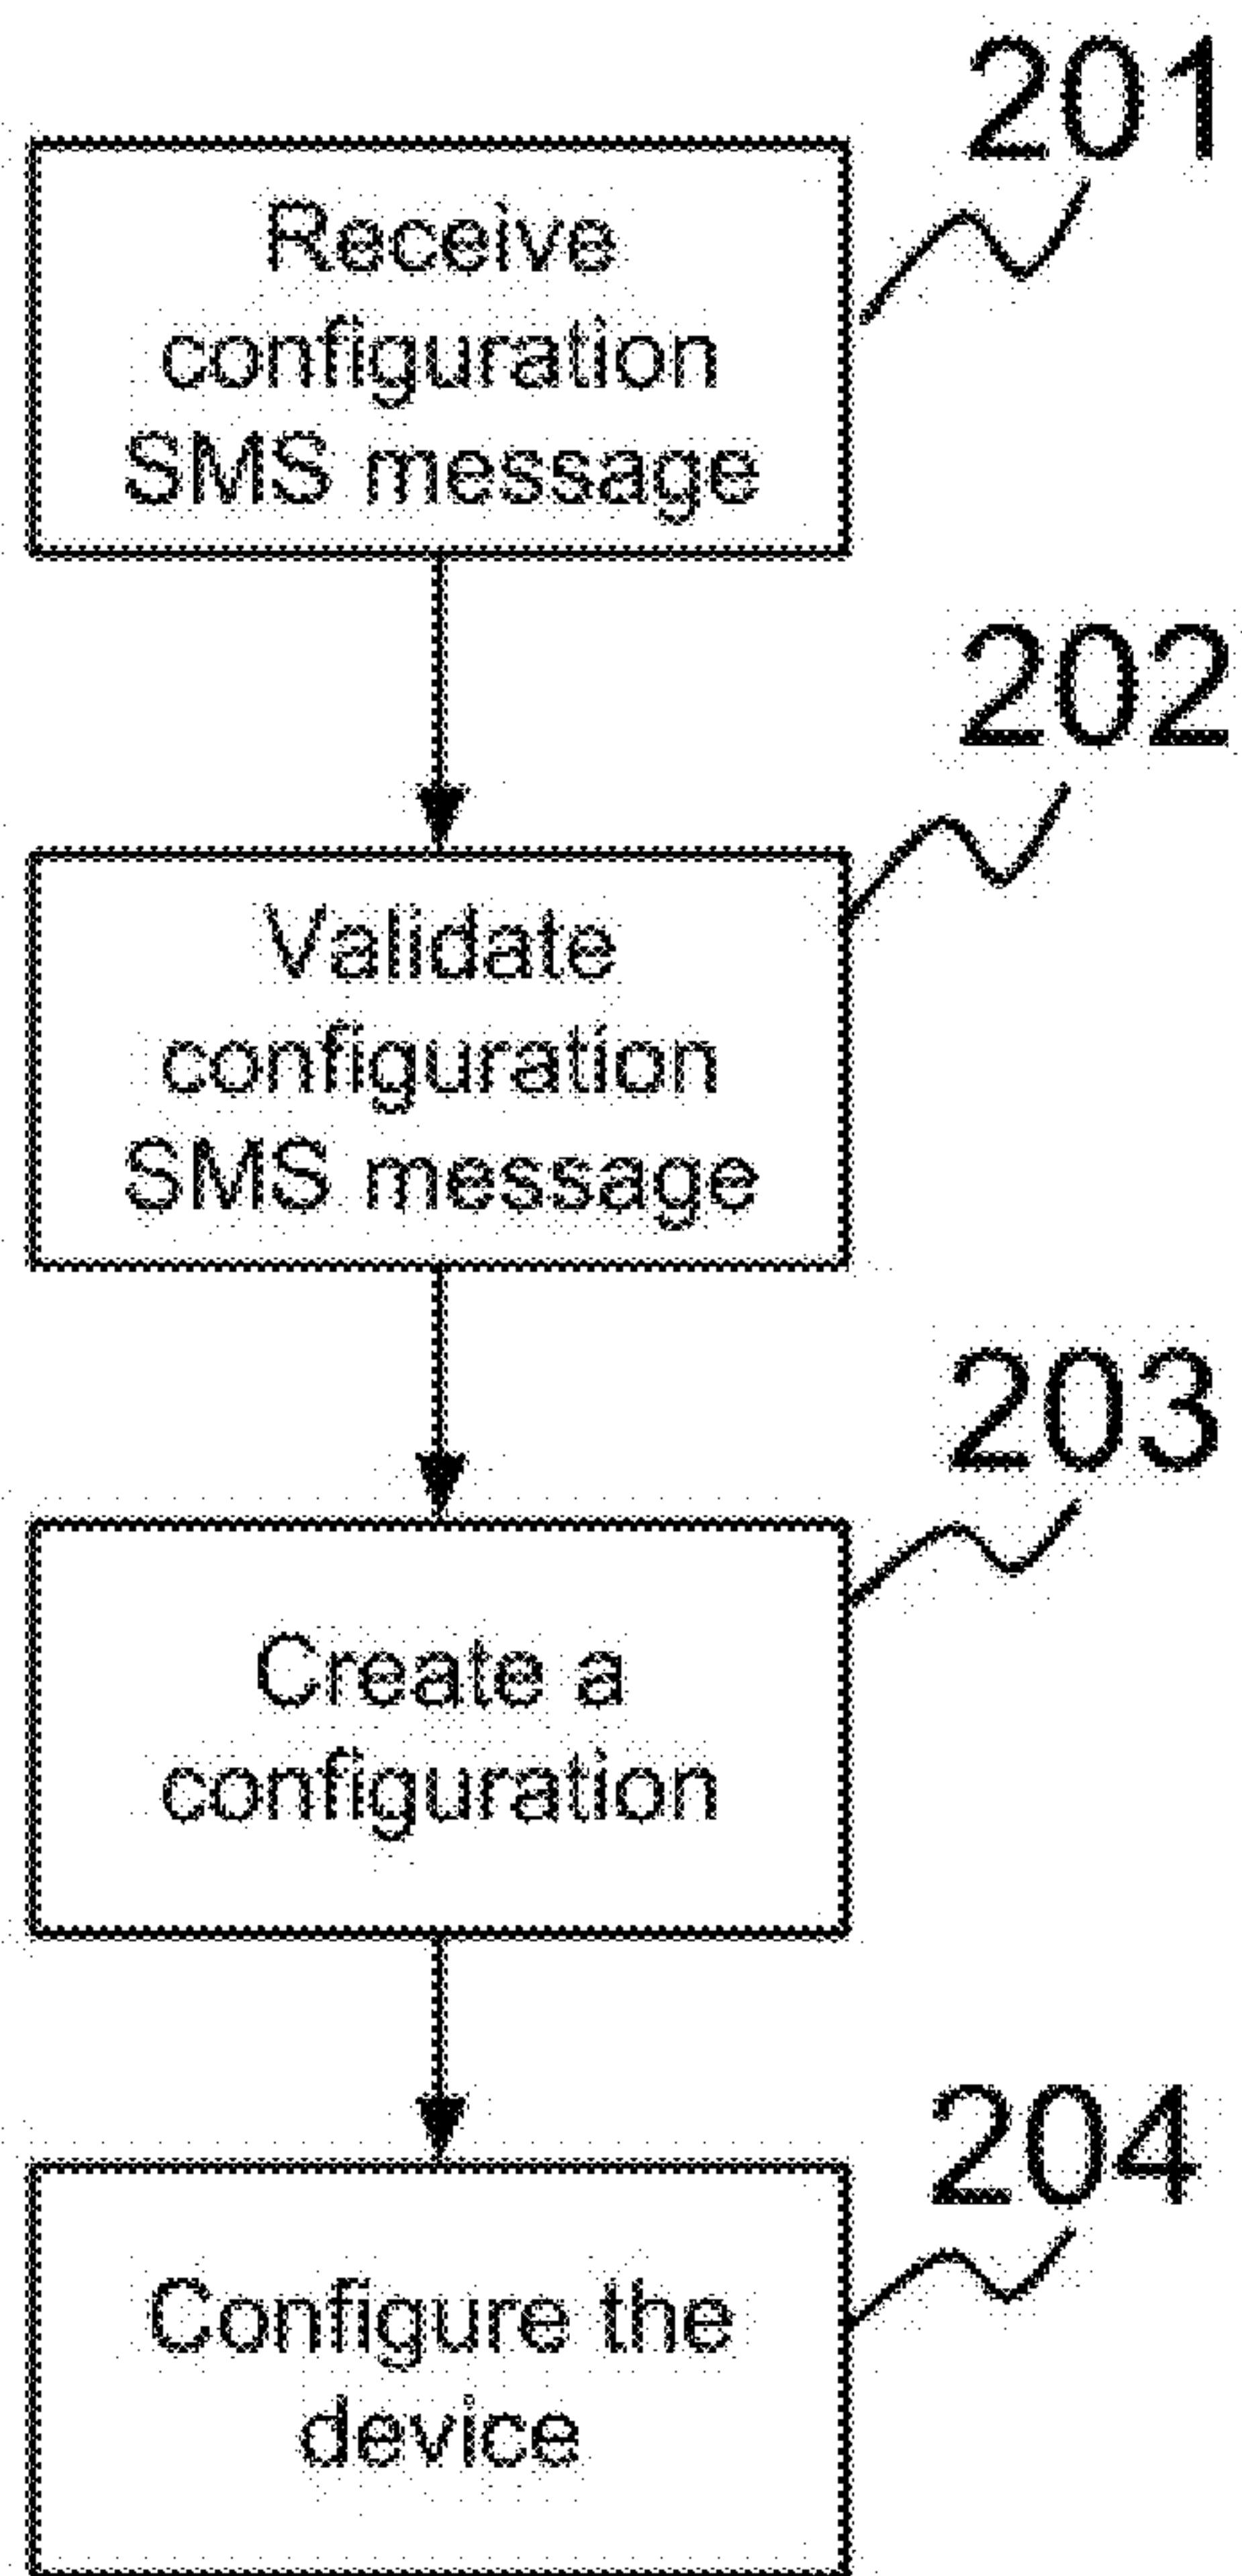 201
Receive
configuration
SMS message
202
Validate
configuration
SMS message
203
Create a
configuration
204
Configure the
device